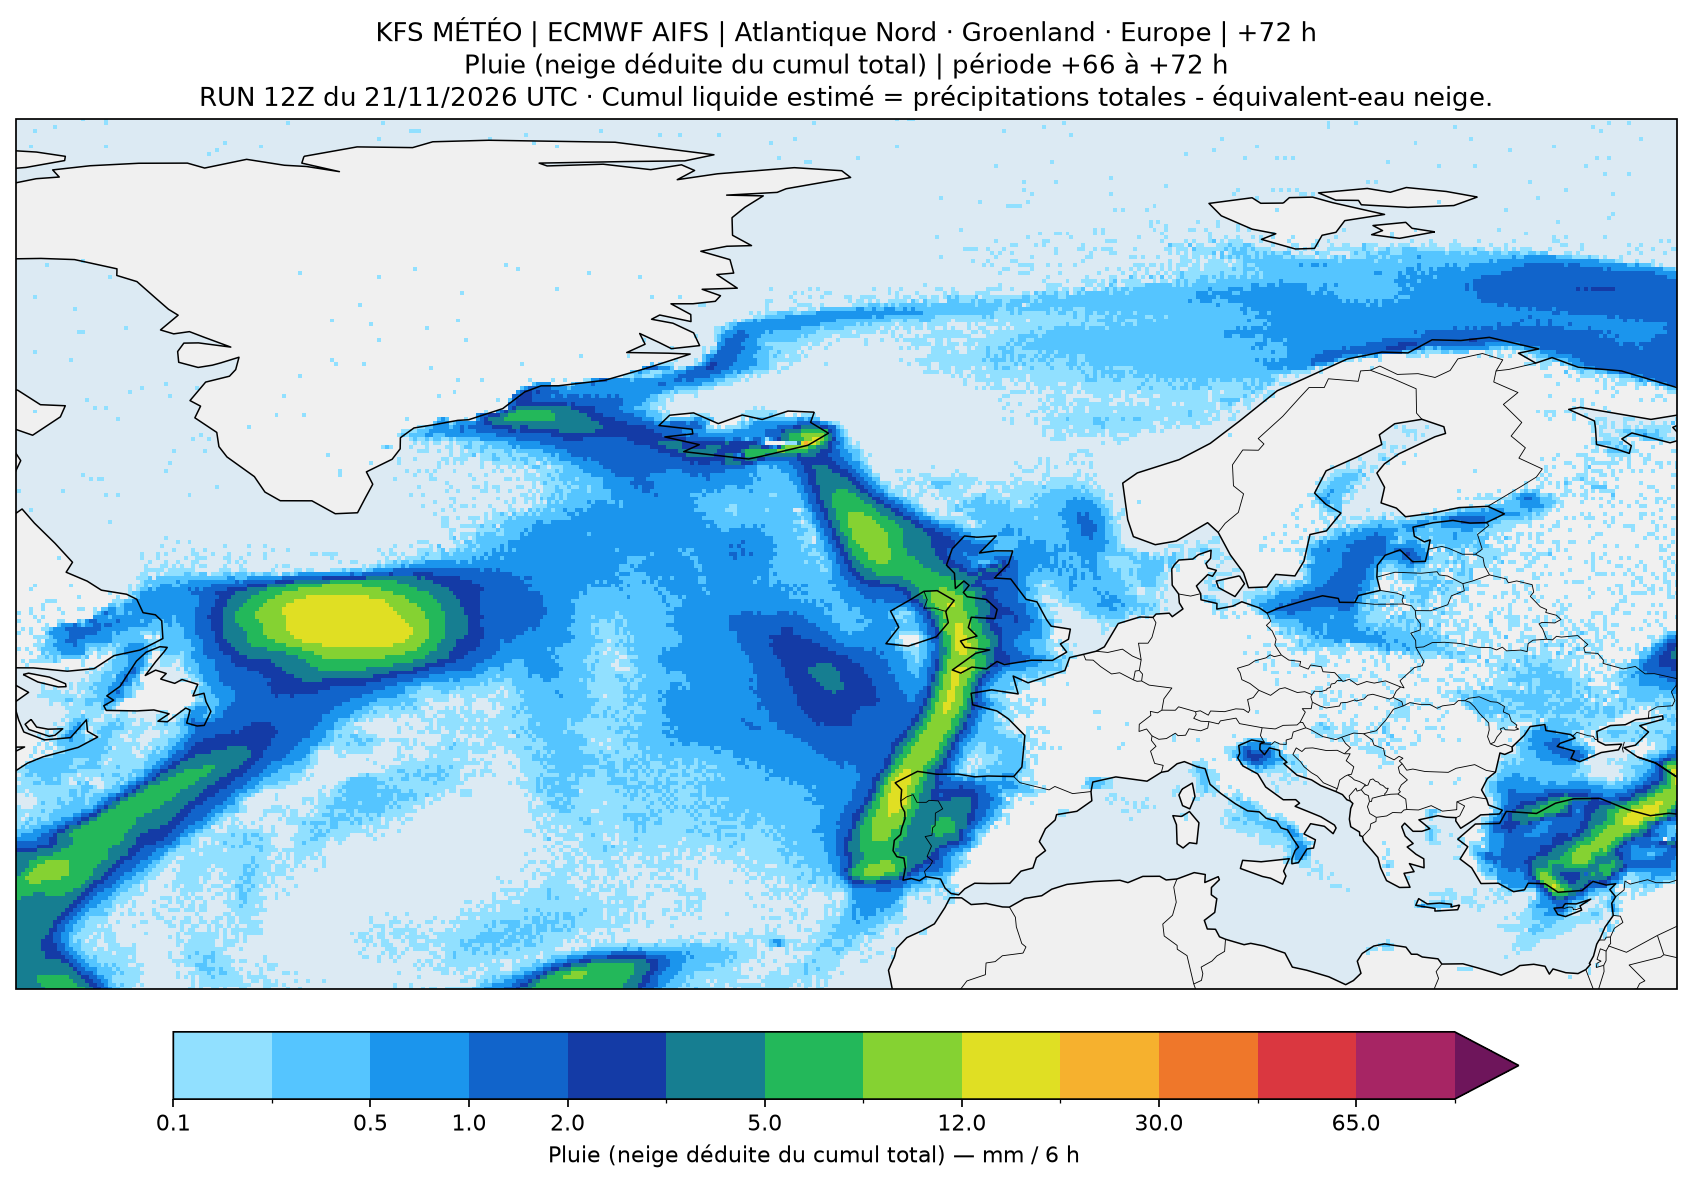 KFS MÉTÉO | ECMWF AIFS | Atlantique Nord · Groenland · Europe | +72 h
Pluie (neige déduite du cumul total) | période +66 à +72 h
RUN 12Z du 21/11/2026 UTC · Cumul liquide estimé = précipitations totales - équivalent-eau neige.
0.1 0.5 1.0 2.0 5.0 12.0 30.0 65.0
Pluie (neige déduite du cumul total) — mm / 6 h